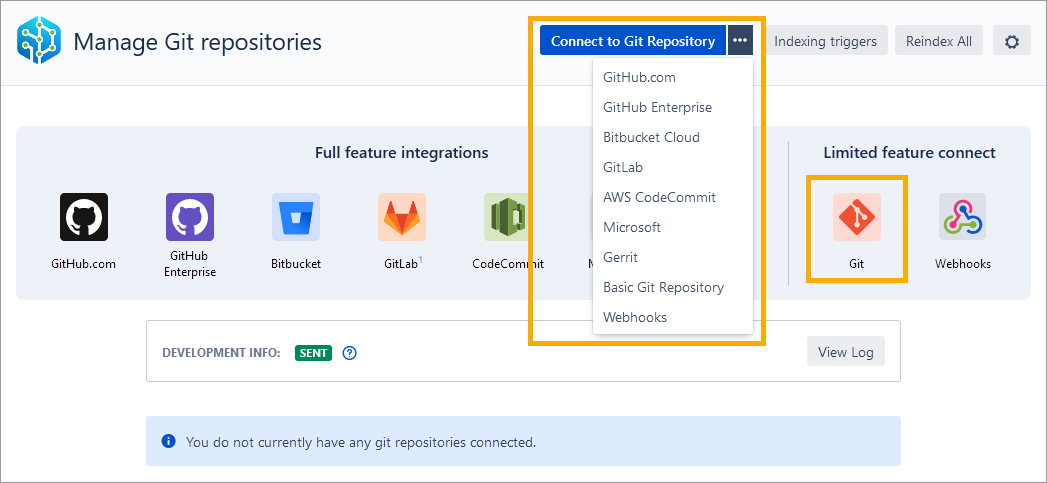 Manage Git repositories
Connect to Git Repository
Indexing triggers
Reindex All
GitHub.com
GitHub Enterprise
Bitbucket Cloud
GitLab
AWS CodeCommit
Microsoft
Gerrit
Basic Git Repository
Webhooks
Full feature integrations
Limited feature connect
GitHub.com
GitHub
Enterprise
Bitbucket
GitLab1
CodeCommit
Git
Webhooks
DEVELOPMENT INFO:
SENT
View Log
You do not currently have any git repositories connected.